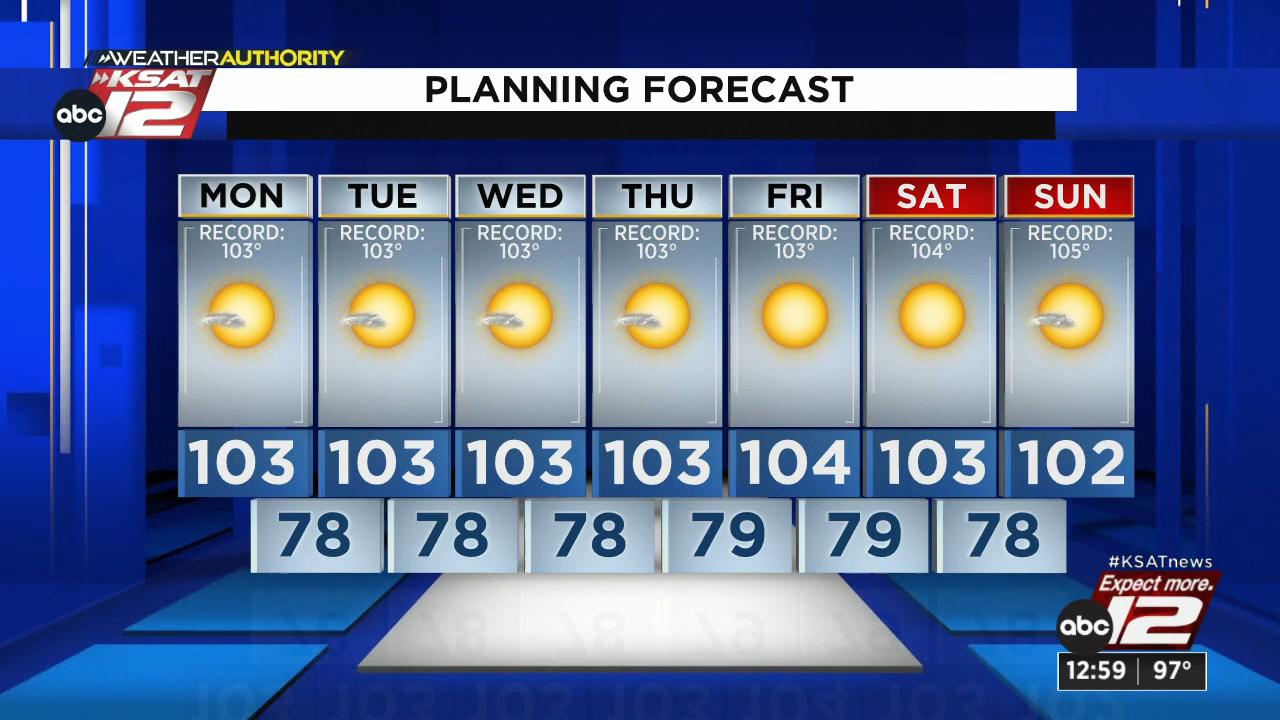 WEATHERAUTHORITY
KSAT
abc 12
PLANNING FORECAST
MON TUE WED THU FRI SAT SUN
RECORD: RECORD: RECORD: RECORD: RECORD: RECORD: RECORD:
103° 103° 103° 103° 103° 104° 105°
103 103 103 103 104 103 102
78 78 78 79 79 78
#KSATnews
Expect more.
abc 12
12:59 97°